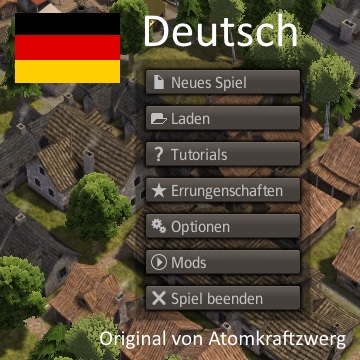 Deutsch
Neues Spiel
Laden
? Tutorials
Errungenschaften
Optionen
Mods
Spiel beenden
Original von Atomkraftzwerg